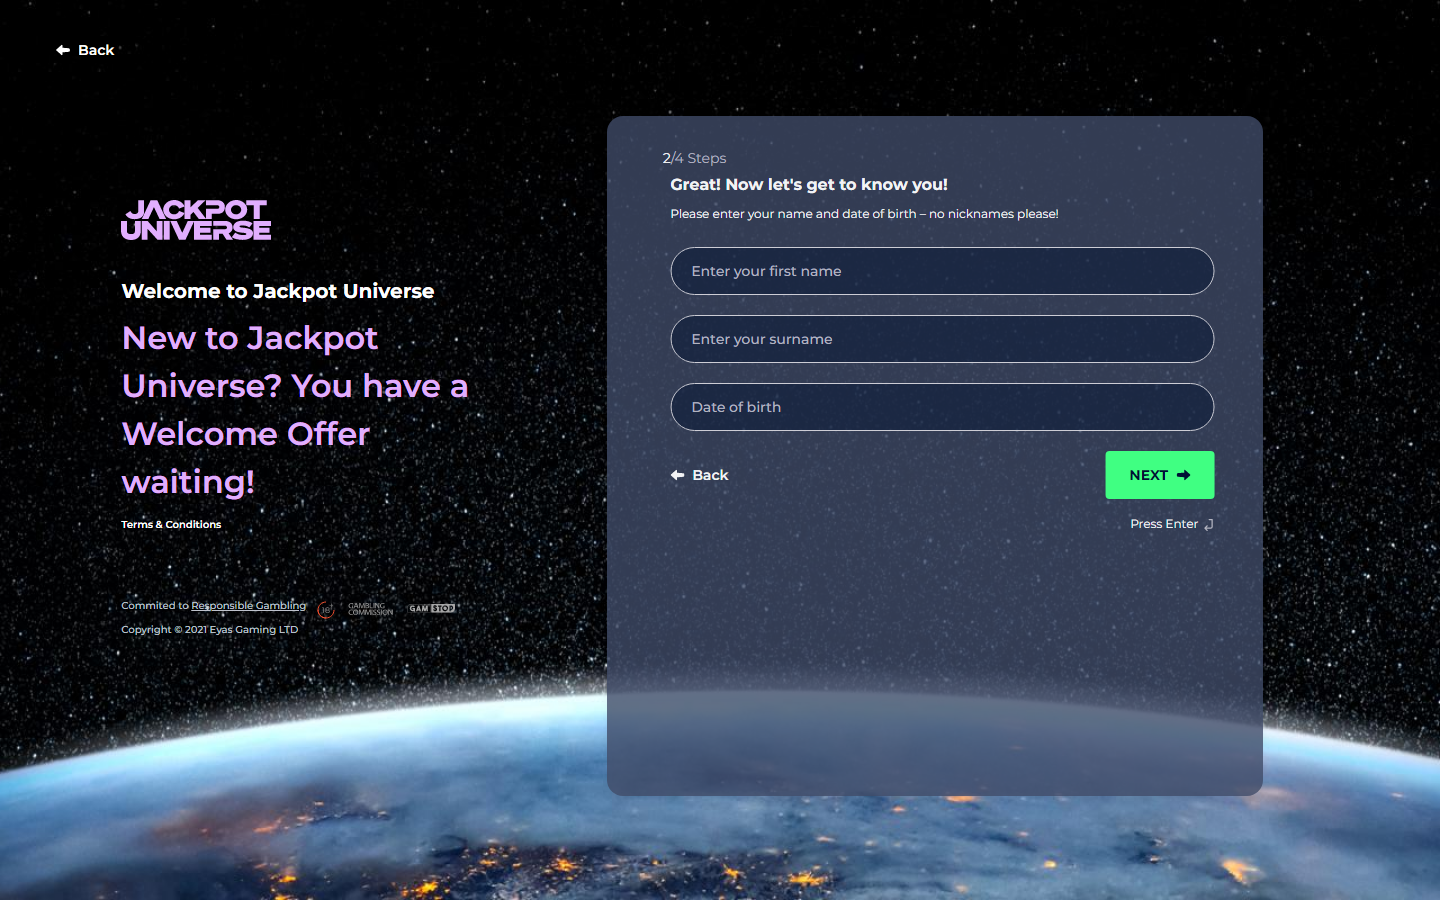 Back
JACKPOT
UNIVERSE
Welcome to Jackpot Universe
New to Jackpot
Universe? You have a
Welcome Offer
waiting!
Terms & Conditions
Commited to Responsible Gambling
18+
GAMBLING
COMMISSION
GAMSTOP
Copyright © 2021 Eyas Gaming LTD
2/4 Steps
Great! Now let's get to know you!
Please enter your name and date of birth – no nicknames please!
Enter your first name
Enter your surname
Date of birth
Back
NEXT
Press Enter